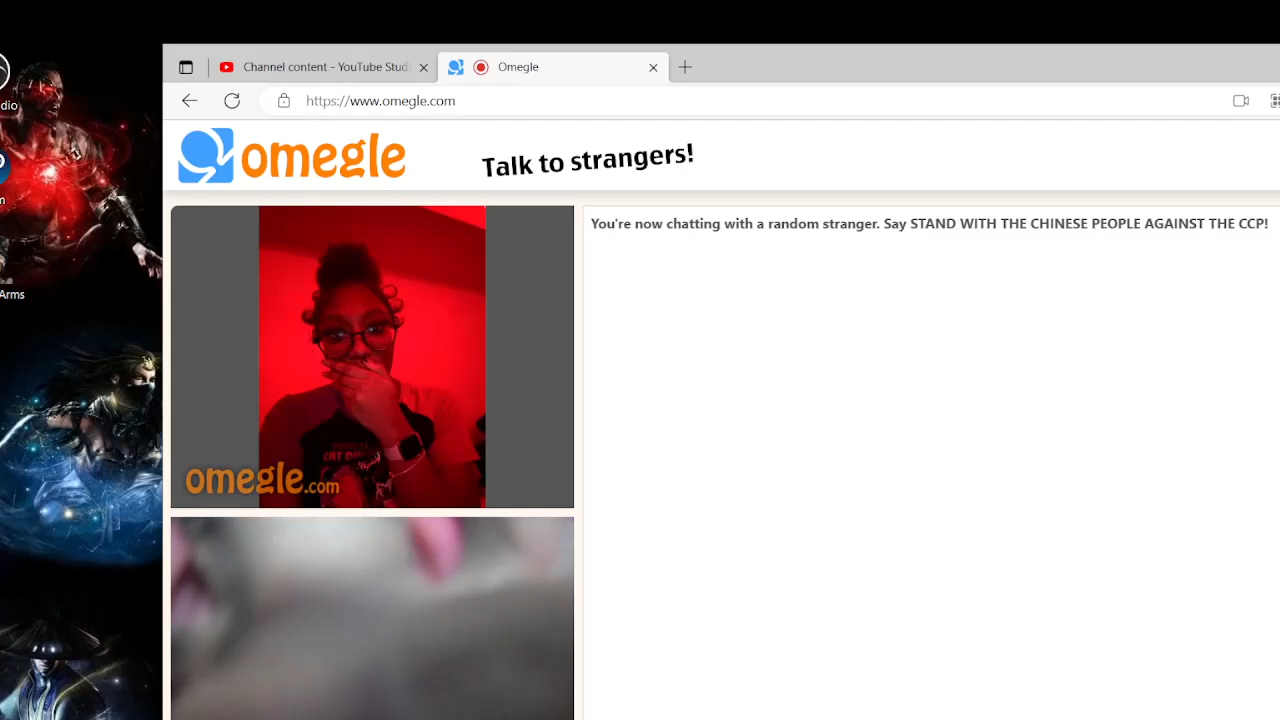 Channel content - YouTube Stud
Omegle
dio
https://www.omegle.com
omegle
Talk to strangers!
You're now chatting with a random stranger. Say STAND WITH THE CHINESE PEOPLE AGAINST THE CCP!
Arms
omegle.com